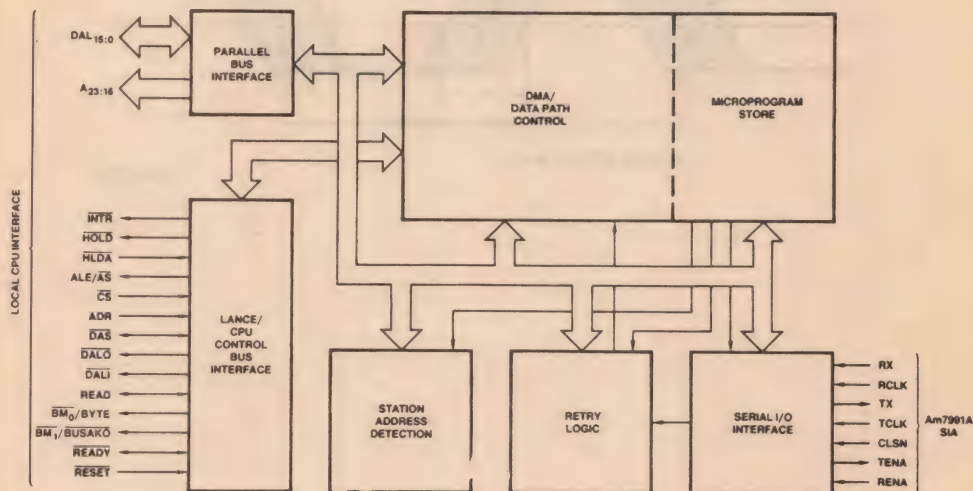 LOCAL CPU INTERFACE
DAL15:0
A23:16
PARALLEL
BUS
INTERFACE
DMA/
DATA PATH
CONTROL
MICROPROGRAM
STORE
INTR
HOLD
HLDA
ALE/AS
CS
ADR
DAS
DALO
DALI
READ
BM0/BYTE
BM1/BUSAKO
READY
RESET
LANCE/
CPU
CONTROL
BUS
INTERFACE
STATION
ADDRESS
DETECTION
RETRY
LOGIC
SERIAL I/O
INTERFACE
RX
RCLK
TX
TCLK
CLSN
TENA
RENA
Am7991A
SIA